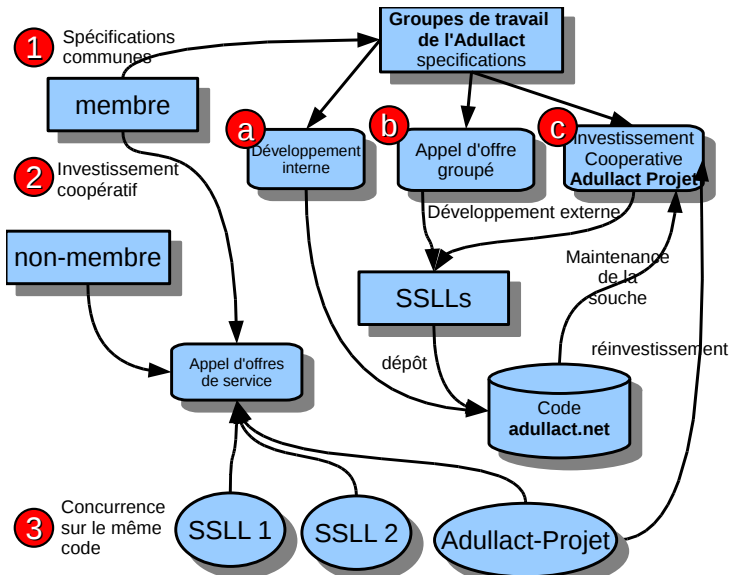 Groupes de travail
de l'Adullact
specifications
1
Spécifications
communes
membre
a
Développement
interne
b
Appel d'offre
groupé
c
Investissement
Cooperative
Adullact Projet
2
Investissement
coopératif
Développement externe
non-membre
SSLLs
Maintenance
de la
souche
Appel d'offres
de service
dépôt
réinvestissement
Code
adullact.net
3
Concurrence
sur le même
code
SSLL 1
SSLL 2
Adullact-Projet